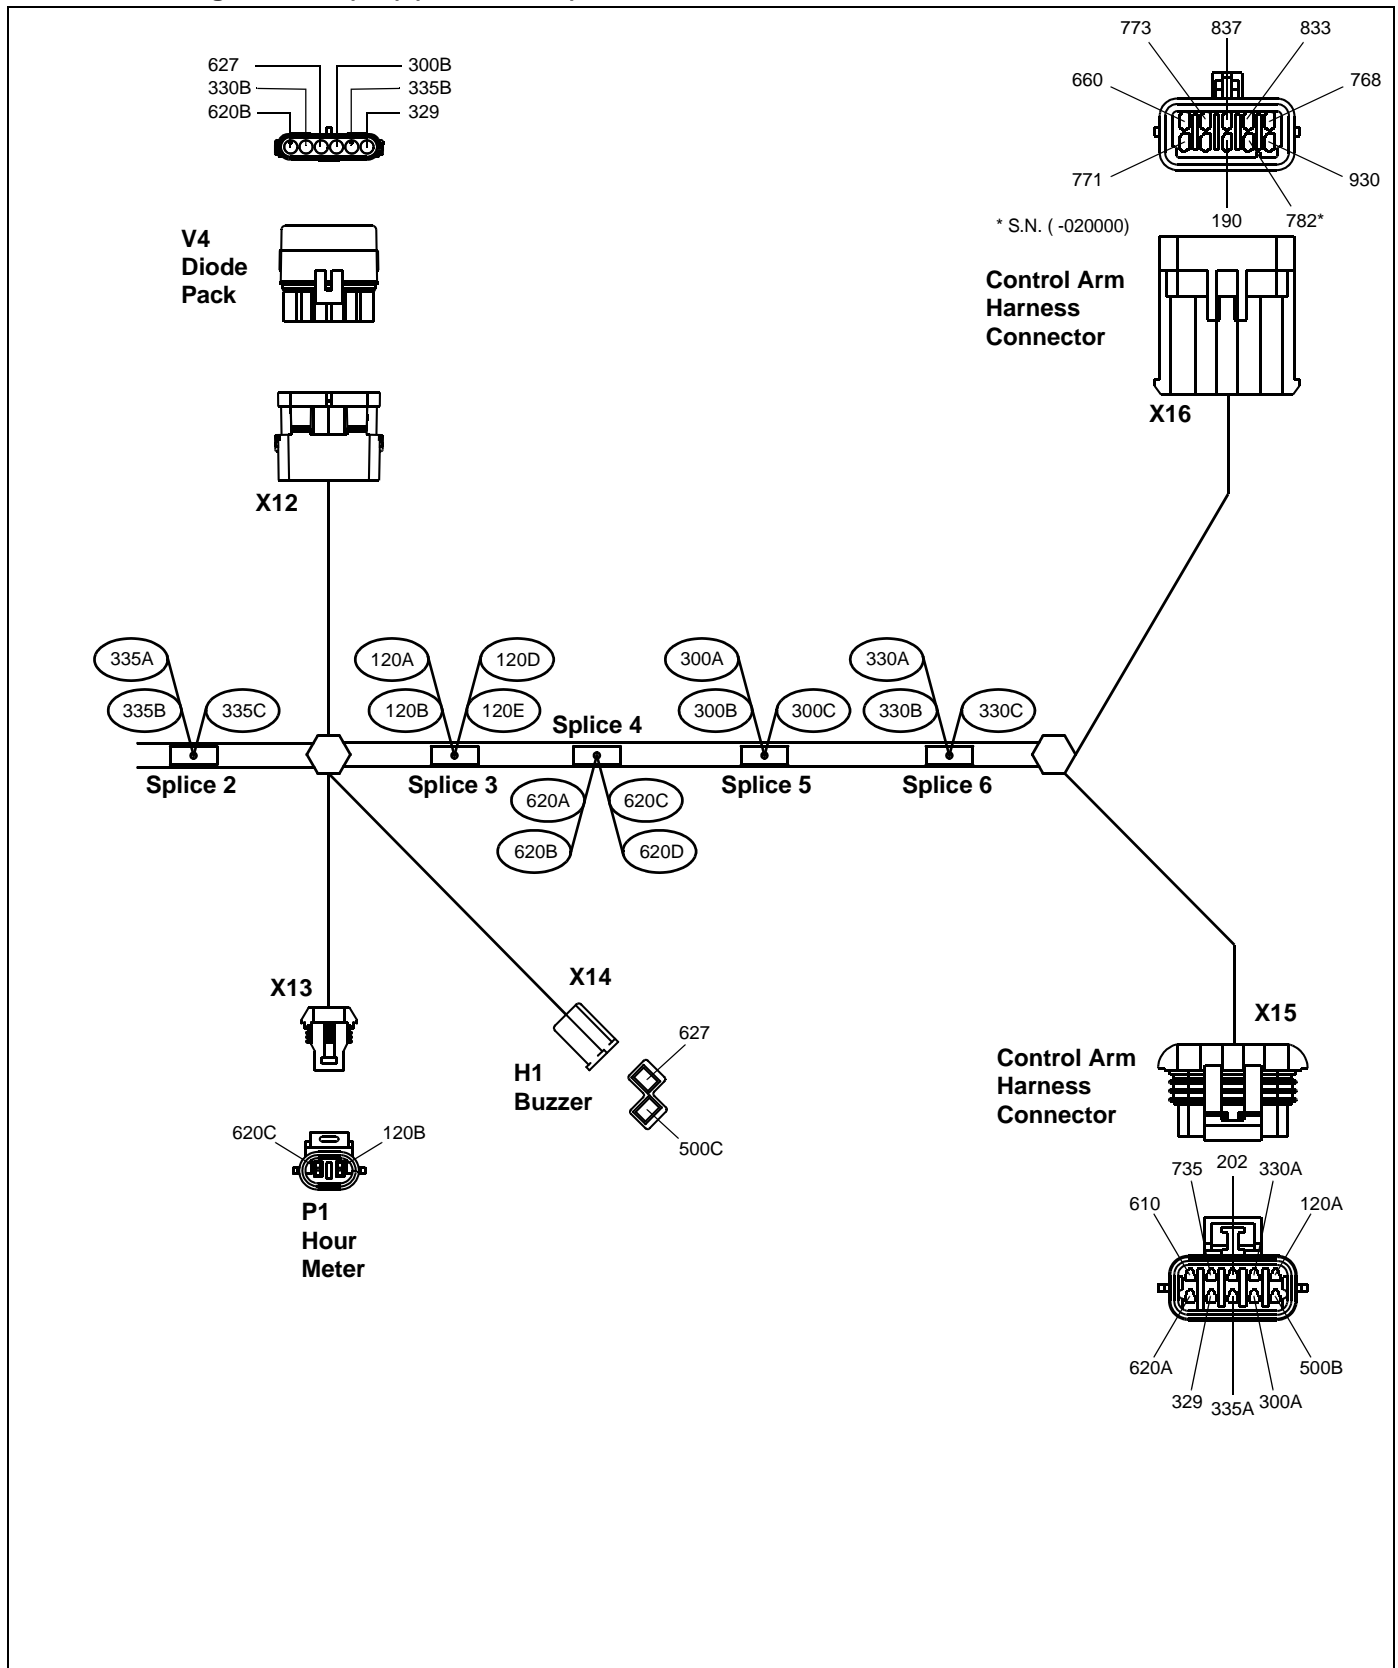 773 837 833
627 300B
330B 335B
620B 329
660 768
771 930
* S.N. ( -020000) 190 782*
V4
Diode
Pack
Control Arm
Harness
Connector
X16
X12
335A 120A 120D 300A 330A
335B 335C 120B 120E 300B 300C 330B 330C
Splice 4
Splice 2 Splice 3 Splice 5 Splice 6
620A 620C
620B 620D
X13
X14
X15
627
H1
Buzzer
500C
Control Arm
Harness
Connector
620C 120B
P1
Hour
Meter
735 202 330A
610 120A
620A 500B
329 335A 300A